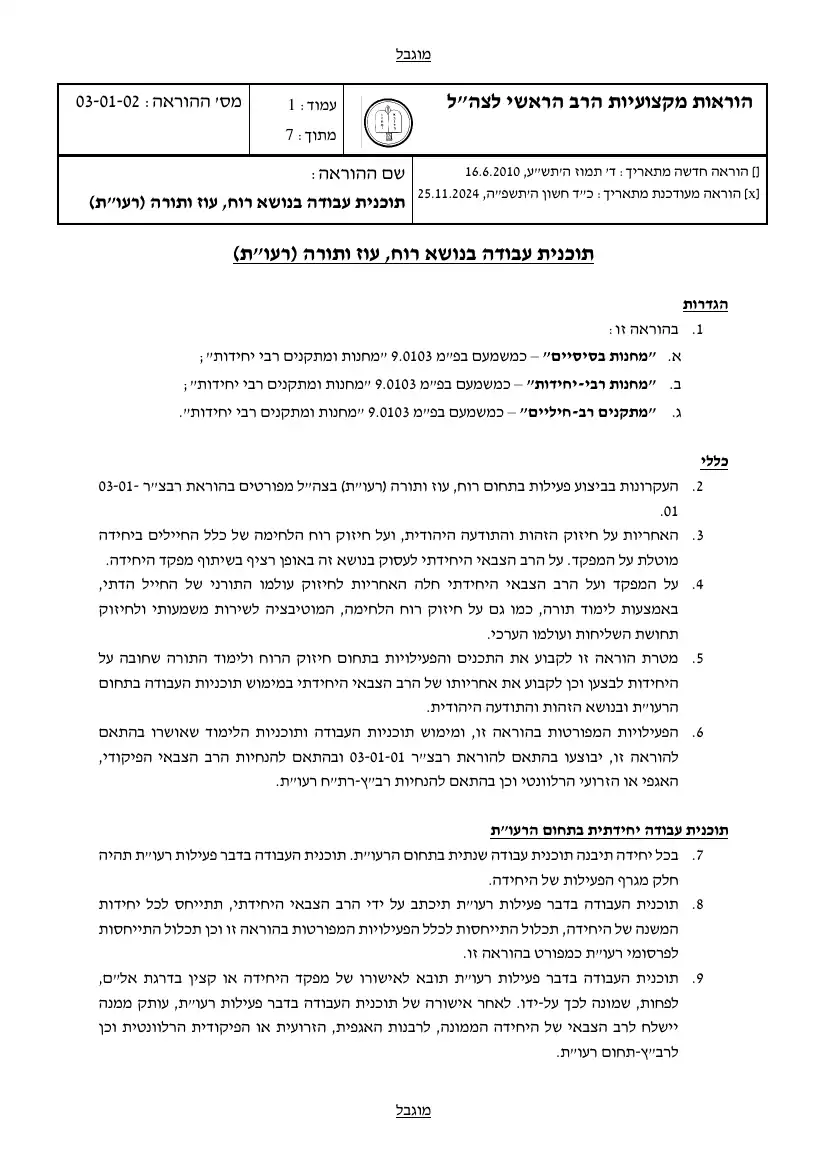 מוגבל
הוראות מקצועיות הרב הראשי לצה״ל
עמוד : 1
מתוך : 7
מס׳ ההוראה : 03-01-02
[] הוראה חדשה מתאריך : ד׳ תמוז ה׳תש״ע, 16.6.2010
[x] הוראה מעודכנת מתאריך : כ״ד חשון ה׳תשפ״ה, 25.11.2024
שם ההוראה :
תוכנית עבודה בנושא רוח, עוז ותורה (רעו״ת)
תוכנית עבודה בנושא רוח, עוז ותורה (רעו״ת)
הגדרות
1. בהוראה זו :
א. ״מחנות בסיסיים״ – כמשמעם בפ״מ 9.0103 ״מחנות ומתקנים רבי יחידות״;
ב. ״מחנות רבי-יחידות״ – כמשמעם בפ״מ 9.0103 ״מחנות ומתקנים רבי יחידות״;
ג. ״מתקנים רב-חיליים״ – כמשמעם בפ״מ 9.0103 ״מחנות ומתקנים רבי יחידות״.
כללי
2. העקרונות בביצוע פעילות בתחום רוח, עוז ותורה (רעו״ת) בצה״ל מפורטים בהוראת רבצ״ר 03-01-
01.
3. האחריות על חיזוק הזהות והתודעה היהודית, ועל חיזוק רוח הלחימה של כלל החיילים ביחידה
מוטלת על המפקד. על הרב הצבאי היחידתי לעסוק בנושא זה באופן רציף בשיתוף מפקד היחידה.
4. על המפקד ועל הרב הצבאי היחידתי חלה האחריות לחיזוק עולמו התורני של החייל הדתי,
באמצעות לימוד תורה, כמו גם על חיזוק רוח הלחימה, המוטיבציה לשירות משמעותי ולחיזוק
תחושת השליחות ועולמו הערכי.
5. מטרת הוראה זו לקבוע את התכנים והפעילויות בתחום חיזוק הרוח ולימוד התורה שחובה על
היחידות לבצען וכן לקבוע את אחריותו של הרב הצבאי היחידתי במימוש תוכניות העבודה בתחום
הרעו״ת ובנושא הזהות והתודעה היהודית.
6. הפעילויות המפורטות בהוראה זו, ומימוש תוכניות העבודה ותוכניות הלימוד שאושרו בהתאם
להוראה זו, יבוצעו בהתאם להוראת רבצ״ר 03-01-01 ובהתאם להנחיות הרב הצבאי הפיקודי,
האגפי או הזרועי הרלוונטי וכן בהתאם להנחיות רב״ץ-רת״ח רעו״ת.
תוכנית עבודה יחידתית בתחום הרעו״ת
7. בכל יחידה תיבנה תוכנית עבודה שנתית בתחום הרעו״ת. תוכנית העבודה בדבר פעילות רעו״ת תהיה
חלק מגרף הפעילות של היחידה.
8. תוכנית העבודה בדבר פעילות רעו״ת תיכתב על ידי הרב הצבאי היחידתי, תתייחס לכל יחידות
המשנה של היחידה, תכלול התייחסות לכלל הפעילויות המפורטות בהוראה זו וכן תכלול התייחסות
לפרסומי רעו״ת כמפורט בהוראה זו.
9. תוכנית העבודה בדבר פעילות רעו״ת תובא לאישורו של מפקד היחידה או קצין בדרגת אל״ם,
לפחות, שמונה לכך על-ידו. לאחר אישורה של תוכנית העבודה בדבר פעילות רעו״ת, עותק ממנה
יישלח לרב הצבאי של היחידה הממונה, לרבנות האגפית, הזרועית או הפיקודית הרלוונטית וכן
לרב״ץ-תחום רעו״ת.
מוגבל